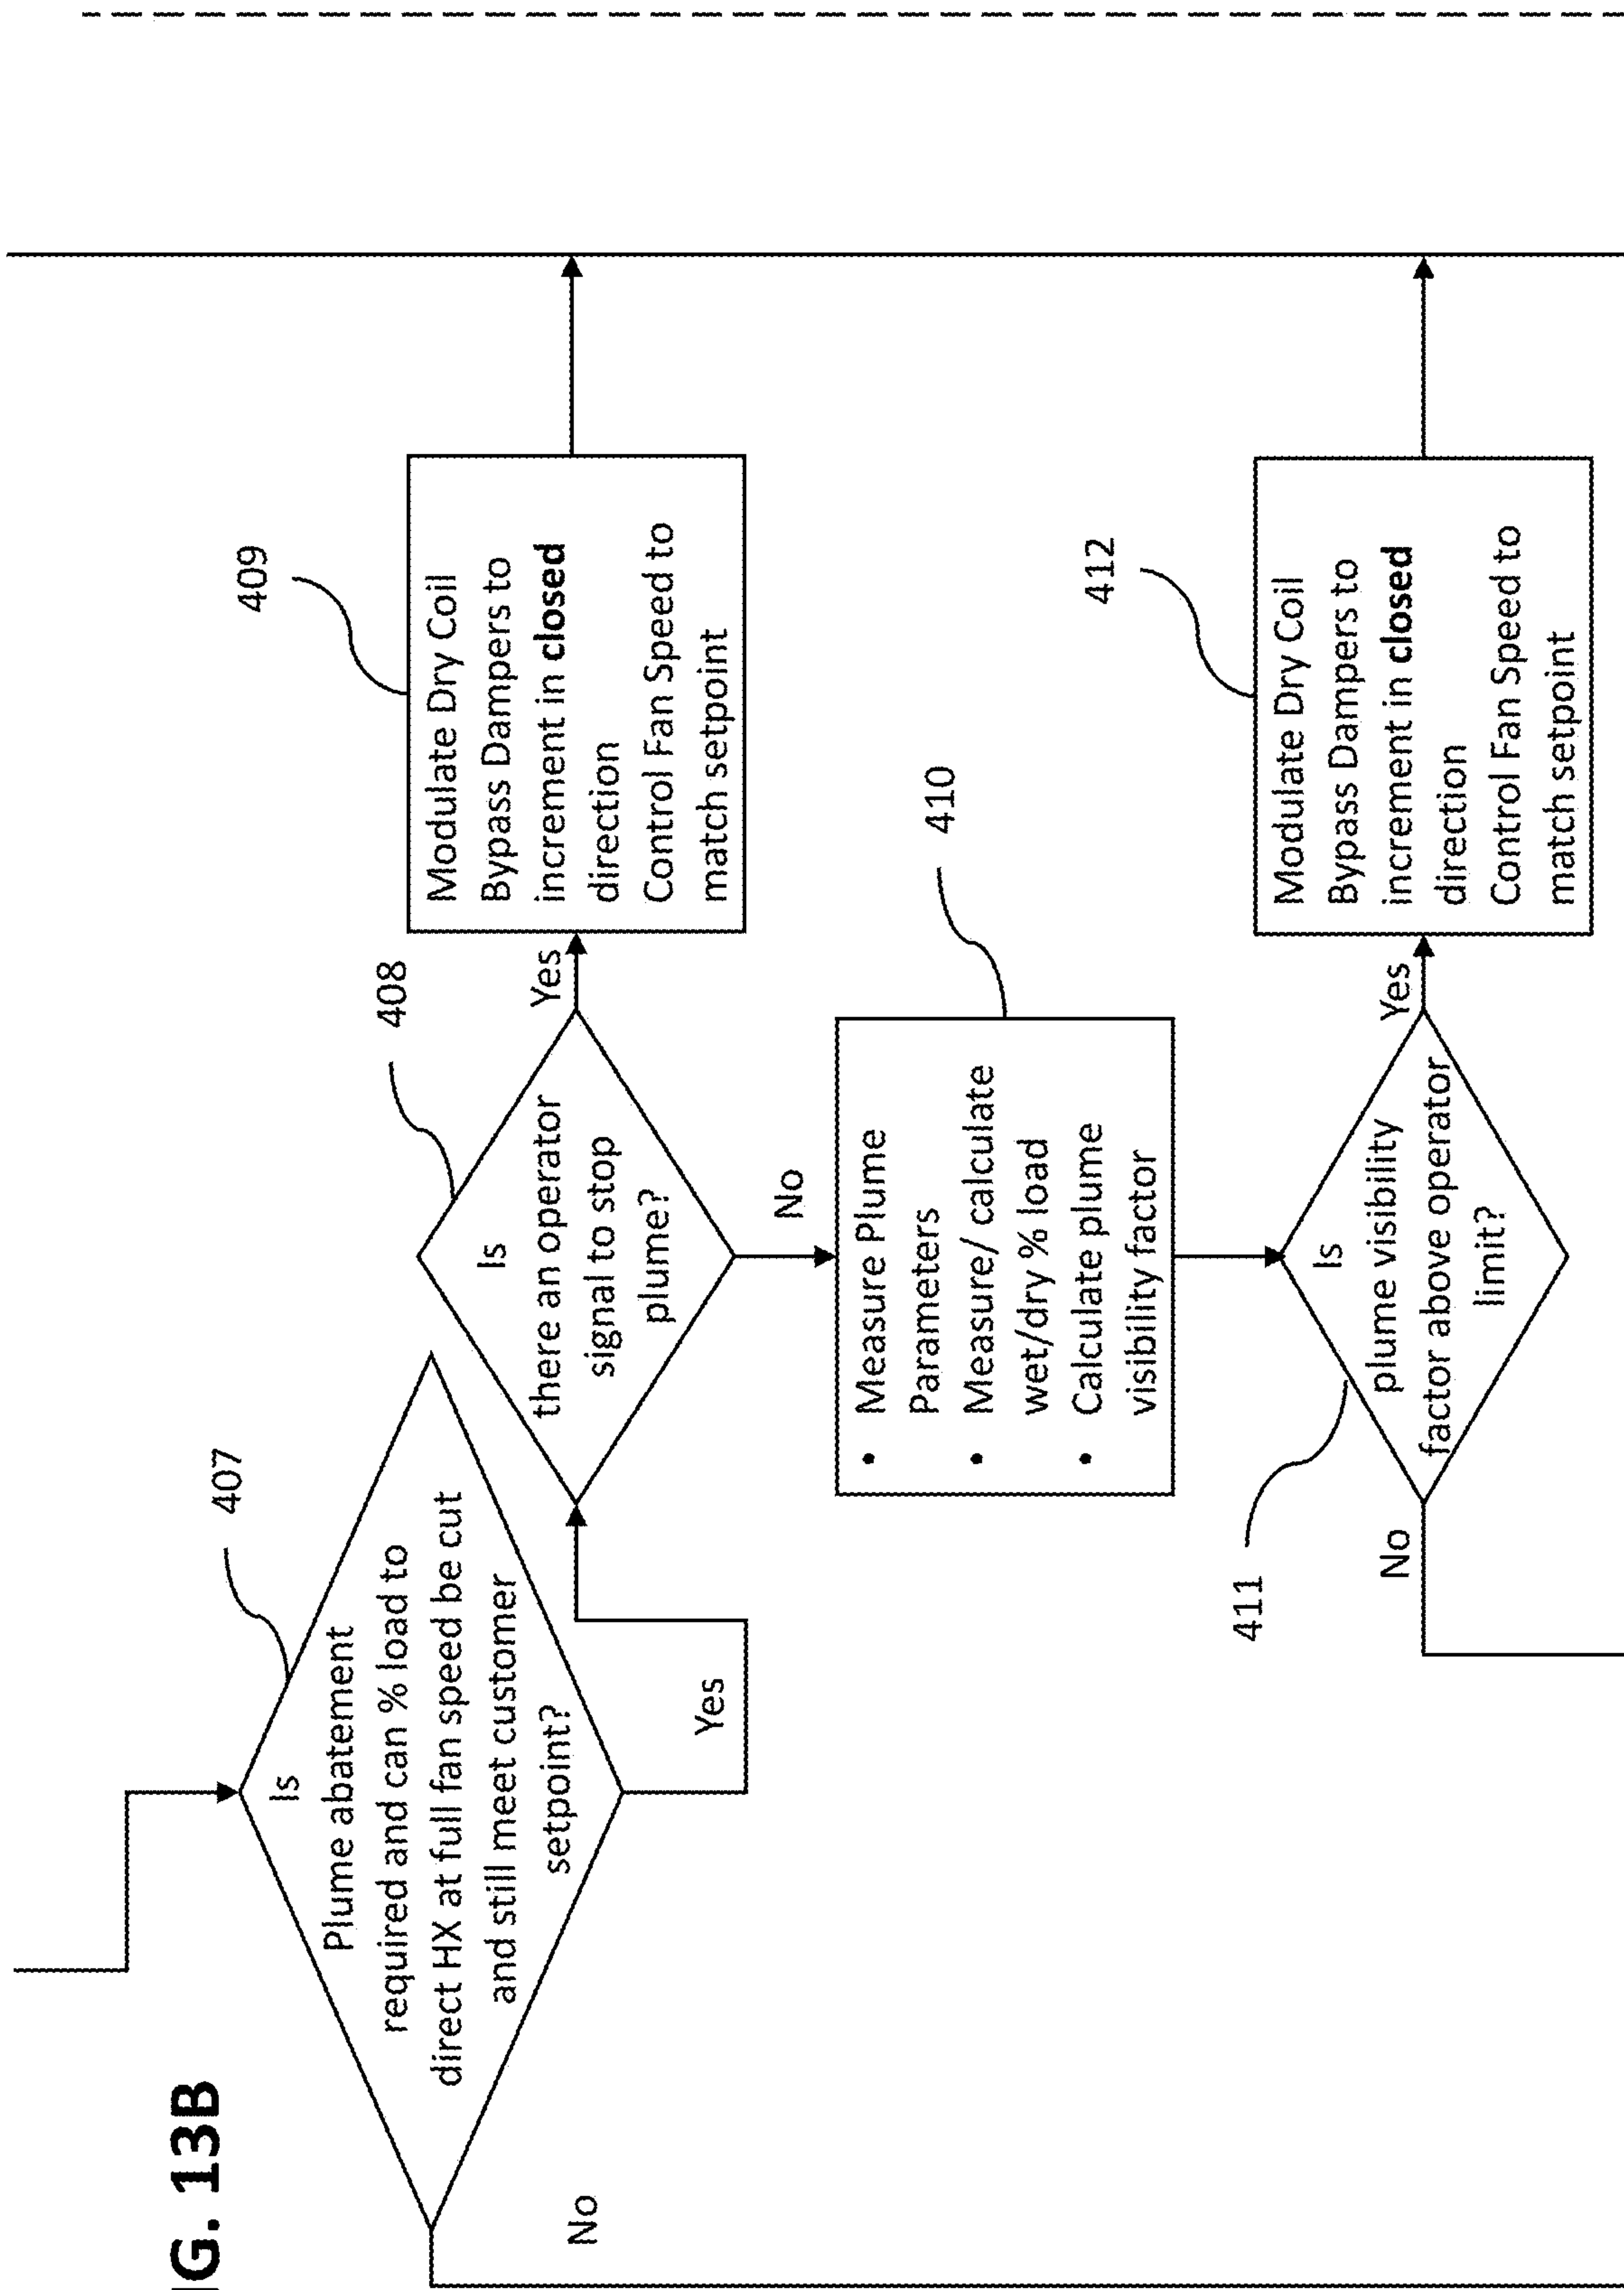 IG. 13B
407
Is
Plume abatement
required and can % load to
direct HX at full fan speed be cut
and still meet customer
setpoint?
No
Yes
408
Is
there an operator
signal to stop
plume?
Yes
No
409
Modulate Dry Coil
Bypass Dampers to
increment in closed
direction
Control Fan Speed to
match setpoint
410
• Measure Plume
Parameters
• Measure/ calculate
wet/dry % load
• Calculate plume
visibility factor
411
Is
plume visibility
factor above operator
limit?
No
Yes
412
Modulate Dry Coil
Bypass Dampers to
increment in closed
direction
Control Fan Speed to
match setpoint